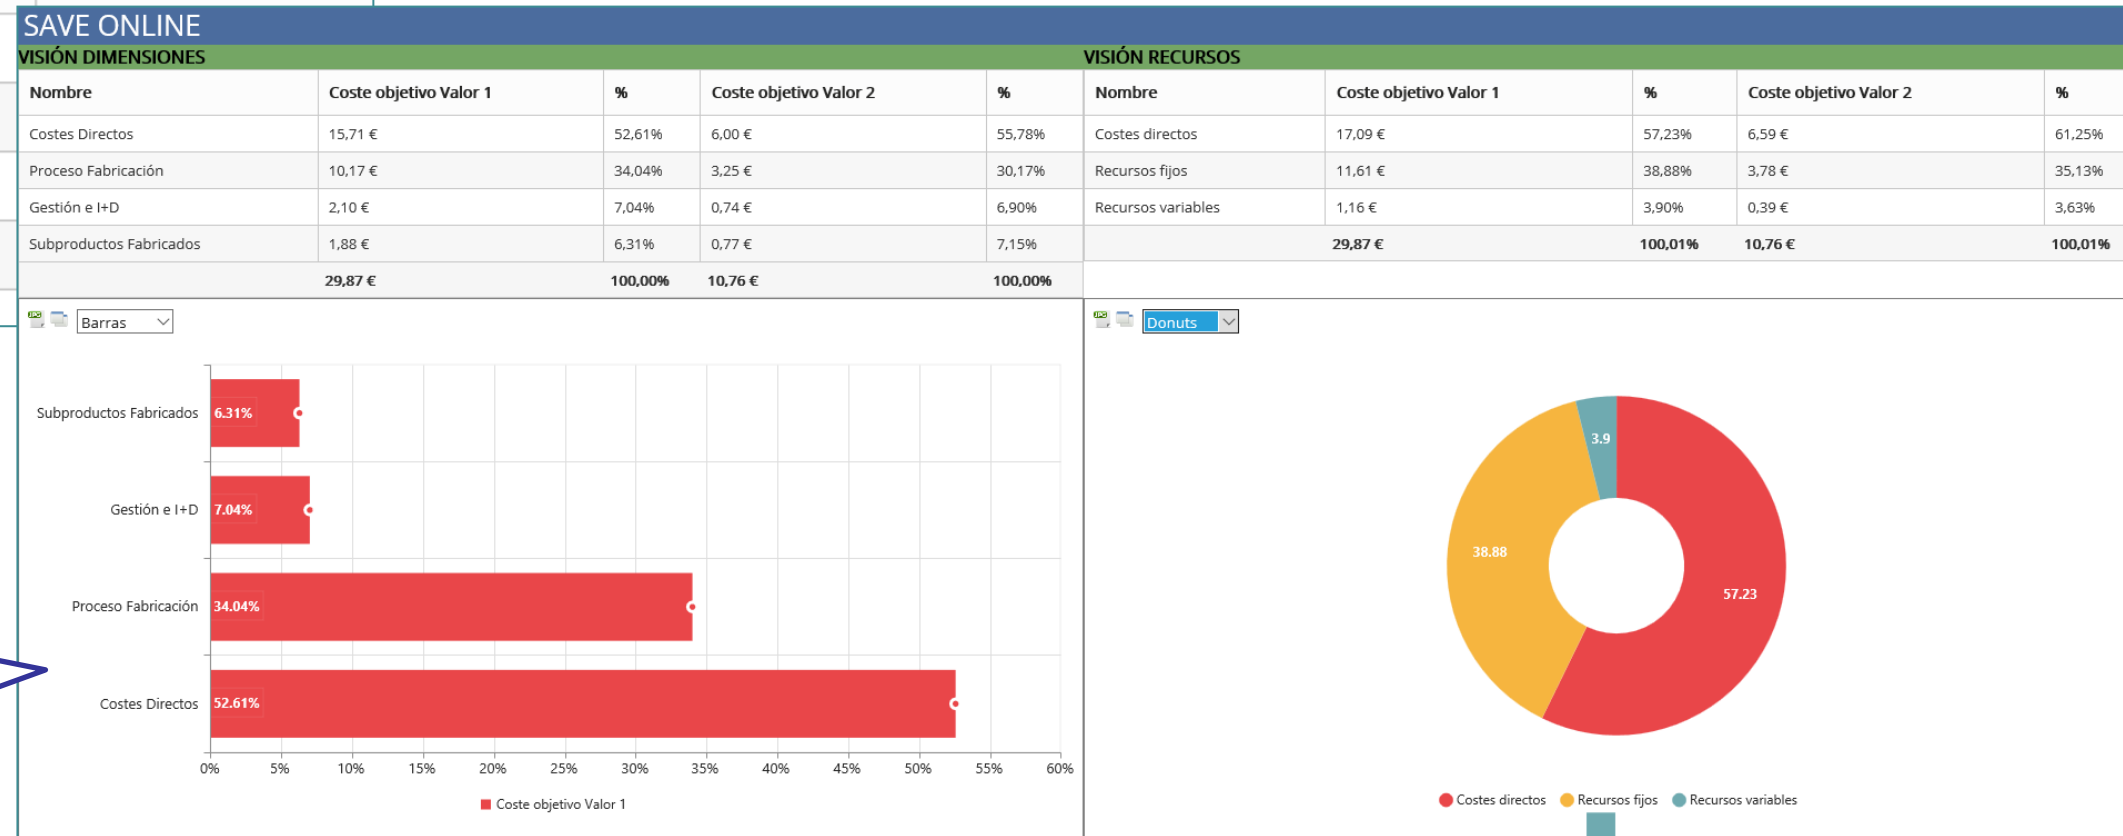 SAVE ONLINE
VISIÓN DIMENSIONES
Nombre Coste objetivo Valor 1 % Coste objetivo Valor 2 %
Costes Directos 15,71 € 52,61% 6,00 € 55,78%
Proceso Fabricación 10,17 € 34,04% 3,25 € 30,17%
Gestión e I+D 2,10 € 7,04% 0,74 € 6,90%
Subproductos Fabricados 1,88 € 6,31% 0,77 € 7,15%
29,87 € 100,00% 10,76 € 100,00%
VISIÓN RECURSOS
Nombre Coste objetivo Valor 1 % Coste objetivo Valor 2 %
Costes directos 17,09 € 57,23% 6,59 € 61,25%
Recursos fijos 11,61 € 38,88% 3,78 € 35,13%
Recursos variables 1,16 € 3,90% 0,39 € 3,63%
29,87 € 100,01% 10,76 € 100,01%
JPG Barras
Subproductos Fabricados 6.31%
Gestión e I+D 7.04%
Proceso Fabricación 34.04%
Costes Directos 52.61%
0% 5% 10% 15% 20% 25% 30% 35% 40% 45% 50% 55% 60%
Coste objetivo Valor 1
JPG Donuts
3.9
38.88
57.23
Costes directos Recursos fijos Recursos variables